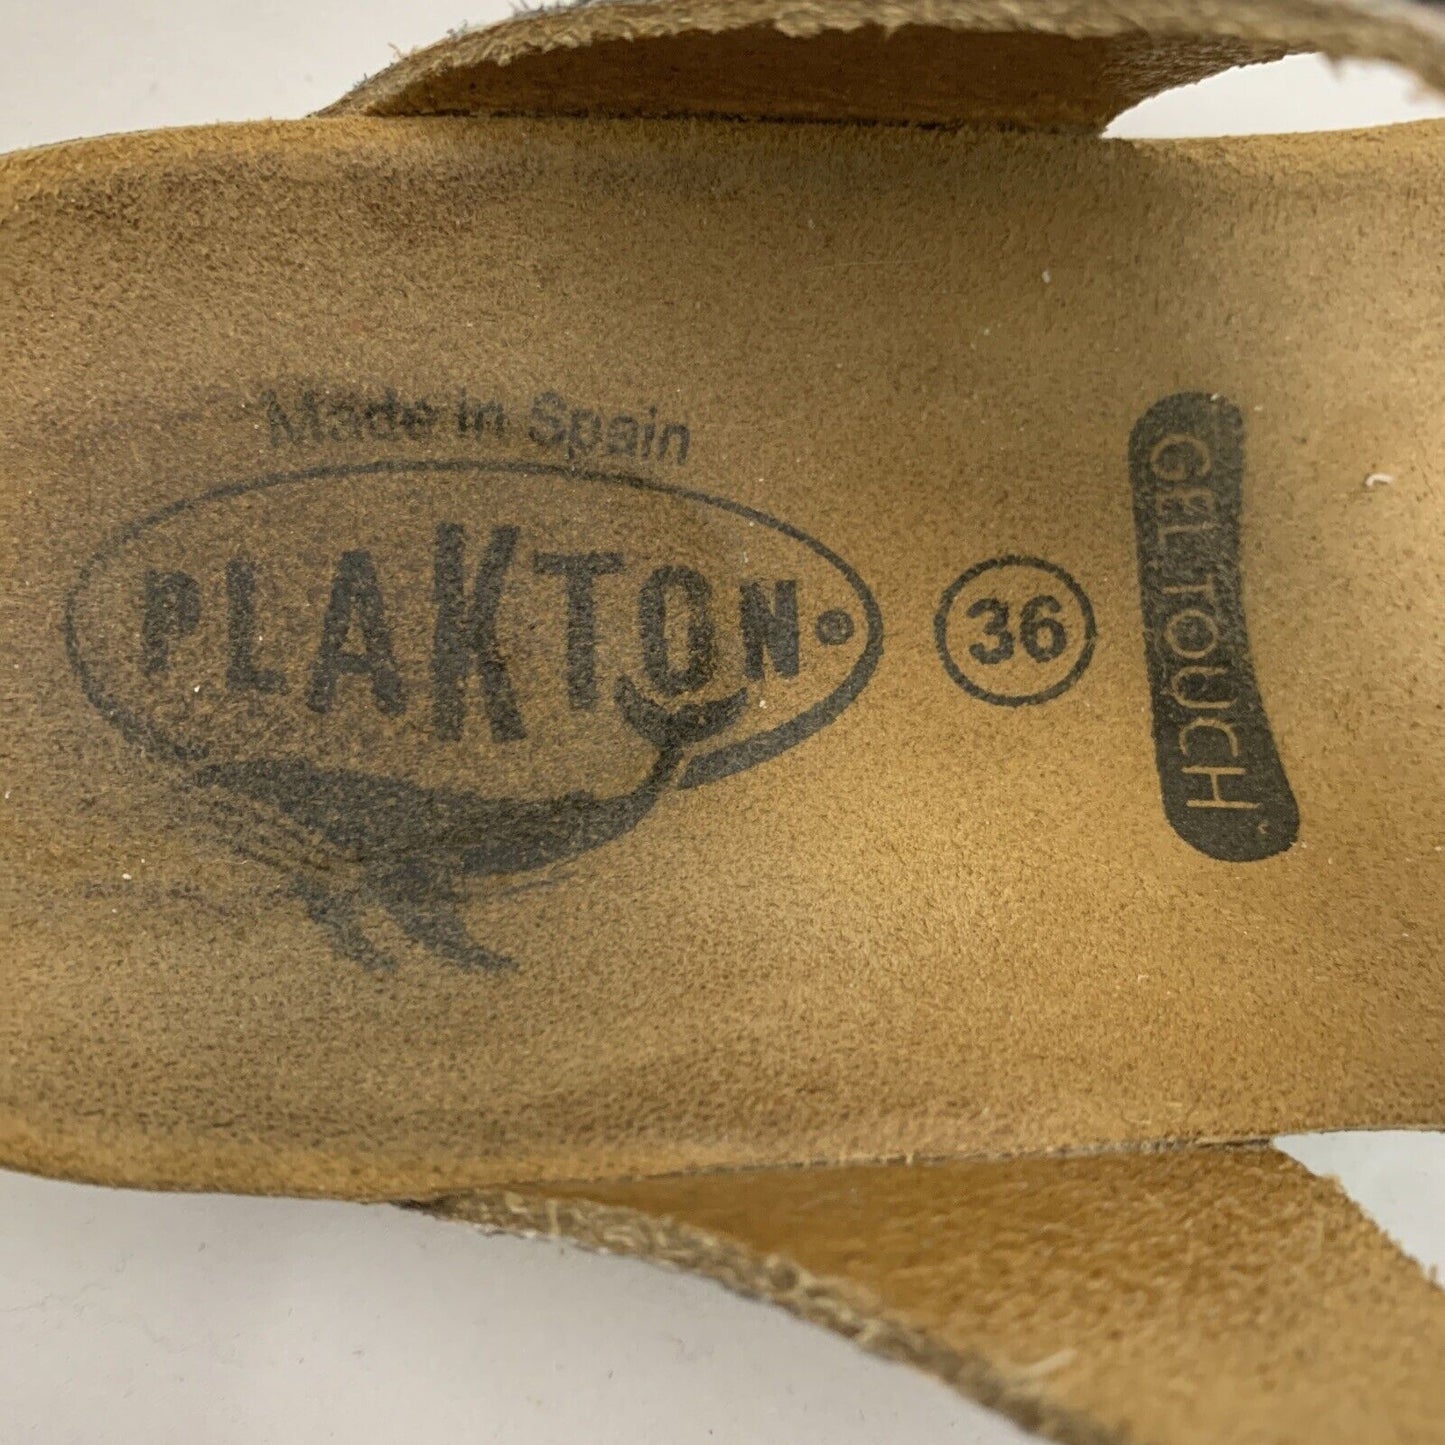 Made in Spain
PLAKTON®
36
GELTOUCH